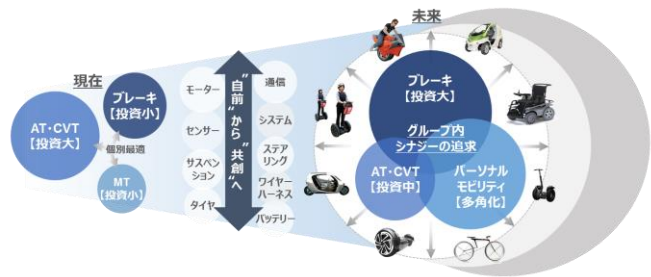 現在
AT・CVT
【投資大】
ブレーキ
【投資小】
個別最適
MT
【投資小】
モーター
センサー
サスペン
ション
タイヤ
"自前"から"共創"へ
通信
システム
ステア
リング
ワイヤー
ハーネス
バッテリー
未来
ブレーキ
【投資大】
グループ内
シナジーの追求
AT・CVT
【投資中】
パーソナル
モビリティ
【多角化】